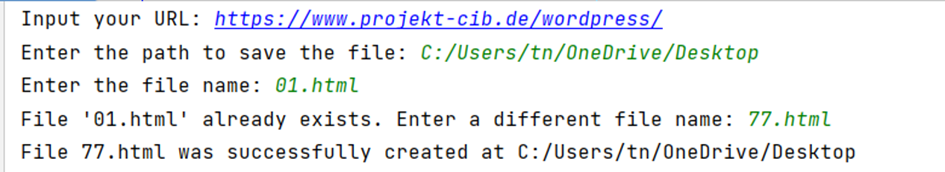 Input your URL: https://www.projekt-cib.de/wordpress/
Enter the path to save the file: C:/Users/tn/OneDrive/Desktop
Enter the file name: 01.html
File '01.html' already exists. Enter a different file name: 77.html
File 77.html was successfully created at C:/Users/tn/OneDrive/Desktop